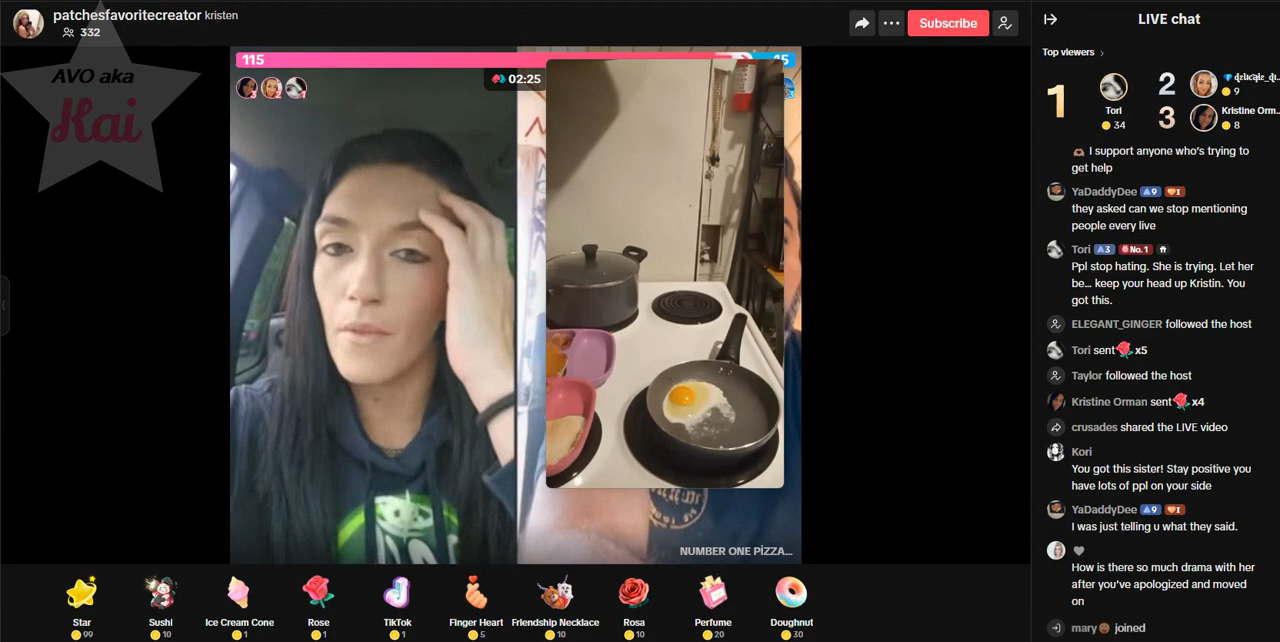 patchesfavoritecreator kristen
332
Subscribe
LIVE chat
AVO aka
Kai
115
15
02:25
NUMBER ONE PİZZA...
Top viewers
1
Tori
34
2
9
3
Kristine Orm...
8
I support anyone who's trying to
get help
YaDaddyDee 9 I
they asked can we stop mentioning
people every live
Tori 3 No. 1
Ppl stop hating. She is trying. Let her
be... keep your head up Kristin. You
got this.
ELEGANT_GINGER followed the host
Tori sent x5
Taylor followed the host
Kristine Orman sent x4
crusades shared the LIVE video
Kori
You got this sister! Stay positive you
have lots of ppl on your side
YaDaddyDee 9 I
I was just telling u what they said.
How is there so much drama with her
after you've apologized and moved
on
mary joined
Star
99
Sushi
10
Ice Cream Cone
1
Rose
1
TikTok
1
Finger Heart
5
Friendship Necklace
10
Rosa
10
Perfume
20
Doughnut
30